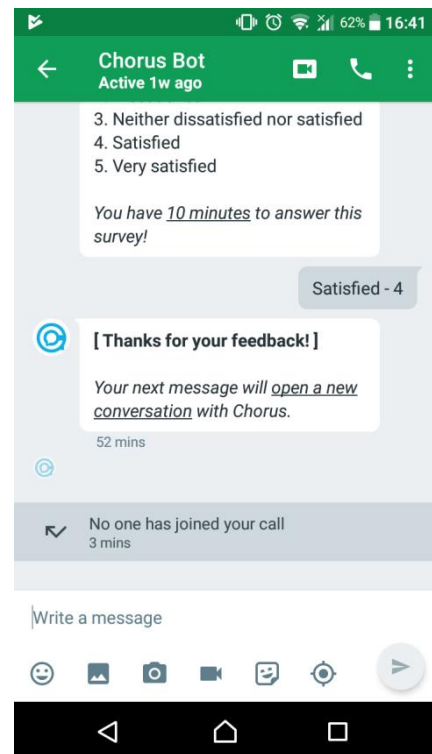 62% 16:41
Chorus Bot
Active 1w ago
3. Neither dissatisfied nor satisfied
4. Satisfied
5. Very satisfied
You have 10 minutes to answer this
survey!
Satisfied - 4
[ Thanks for your feedback! ]
Your next message will open a new
conversation with Chorus.
52 mins
No one has joined your call
3 mins
Write a message